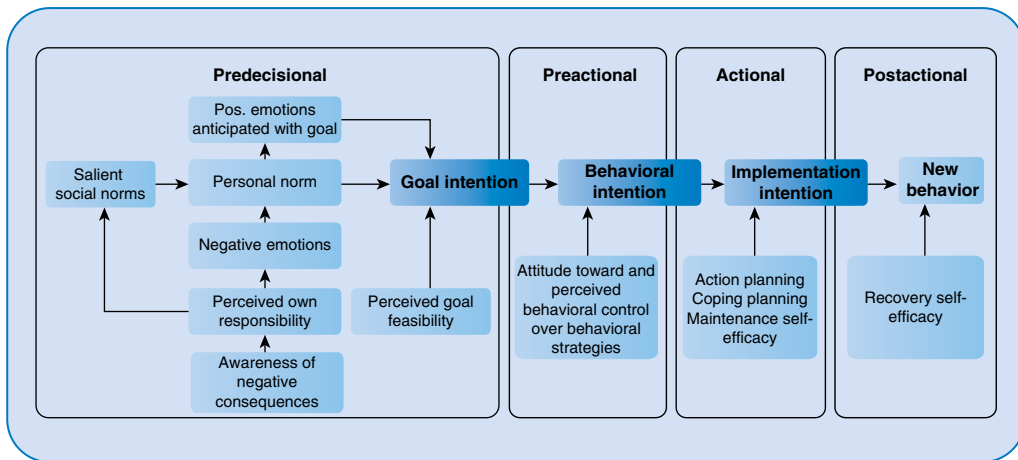 Predecisional
Preactional
Actional
Postactional
Pos. emotions
anticipated with goal
Salient
social norms
Personal norm
Goal intention
Behavioral
intention
Implementation
intention
New
behavior
Negative emotions
Perceived own
responsibility
Perceived goal
feasibility
Attitude toward and
perceived
behavioral control
over behavioral
strategies
Action planning
Coping planning
Maintenance self-
efficacy
Recovery self-
efficacy
Awareness of
negative
consequences